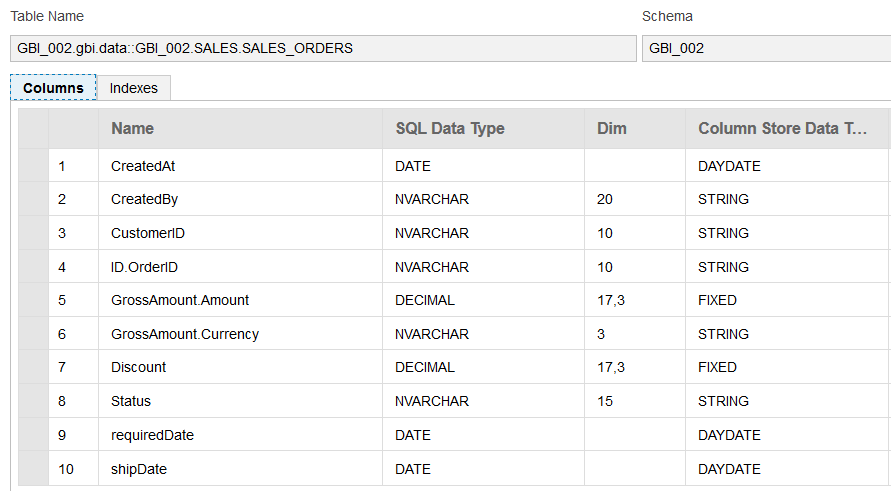 Table Name Schema
GBI_002.gbi.data::GBI_002.SALES.SALES_ORDERS GBI_002
Columns Indexes
Name SQL Data Type Dim Column Store Data T...
1 CreatedAt DATE DAYDATE
2 CreatedBy NVARCHAR 20 STRING
3 CustomerID NVARCHAR 10 STRING
4 ID.OrderID NVARCHAR 10 STRING
5 GrossAmount.Amount DECIMAL 17,3 FIXED
6 GrossAmount.Currency NVARCHAR 3 STRING
7 Discount DECIMAL 17,3 FIXED
8 Status NVARCHAR 15 STRING
9 requiredDate DATE DAYDATE
10 shipDate DATE DAYDATE